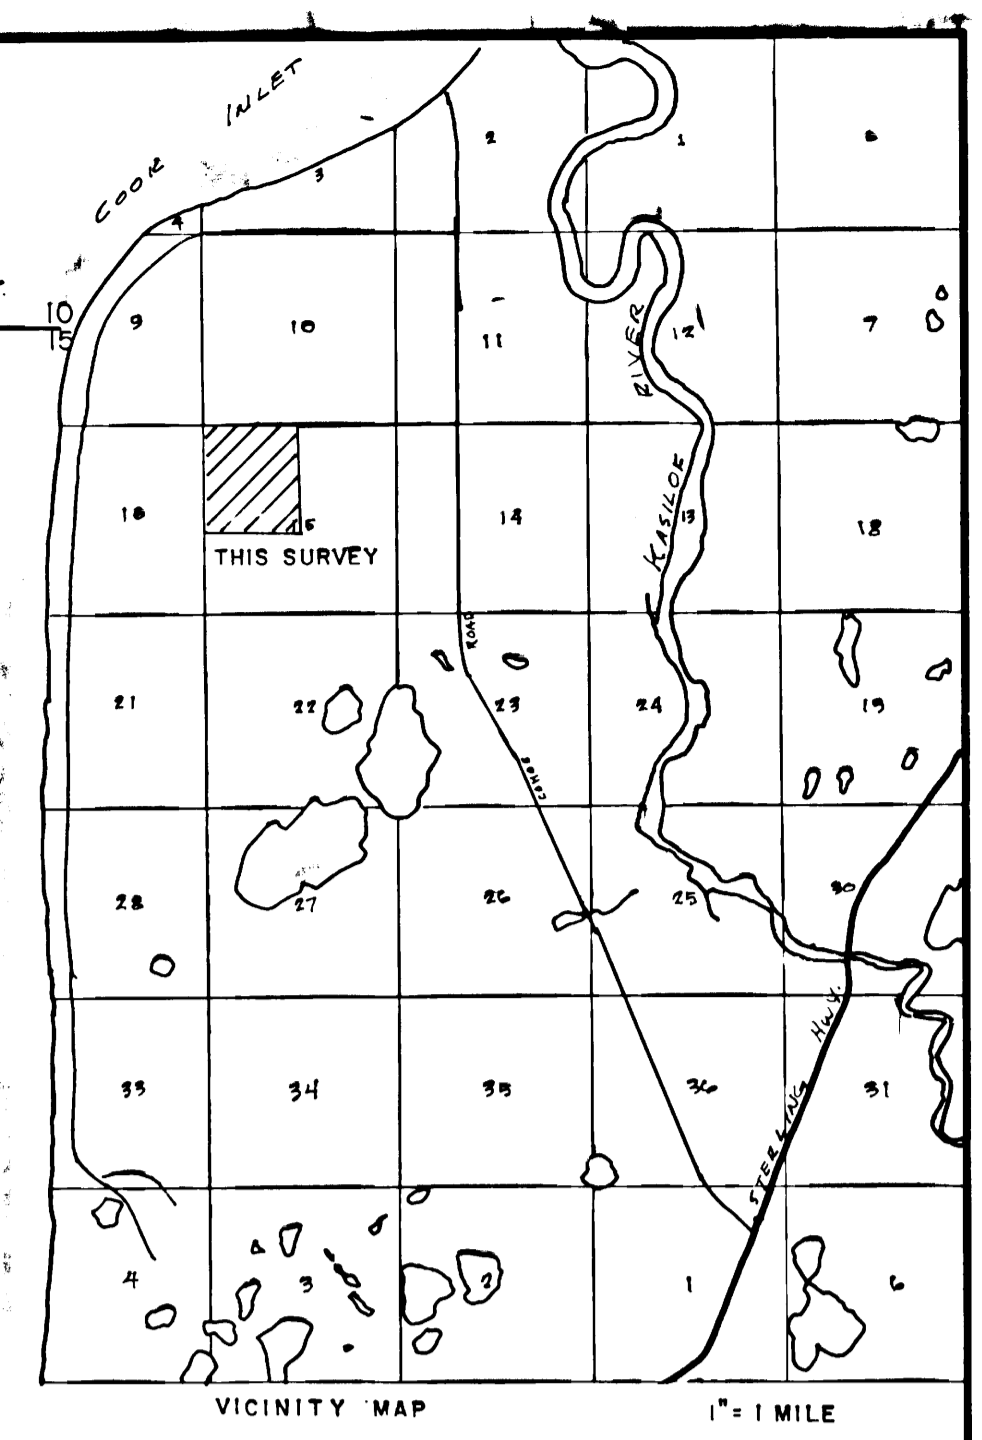 COOK INLET
2 1 6
3
4
10
15
9 10 11 12 7
RIVER
16 15 14 13 18
KASILOF
THIS SURVEY
ROAD
21 22 23 24 19
COHOE
28 27 26 25 30
HWY.
33 34 35 36 31
STERLING
4 3 2 1 6
VICINITY MAP 1" = 1 MILE